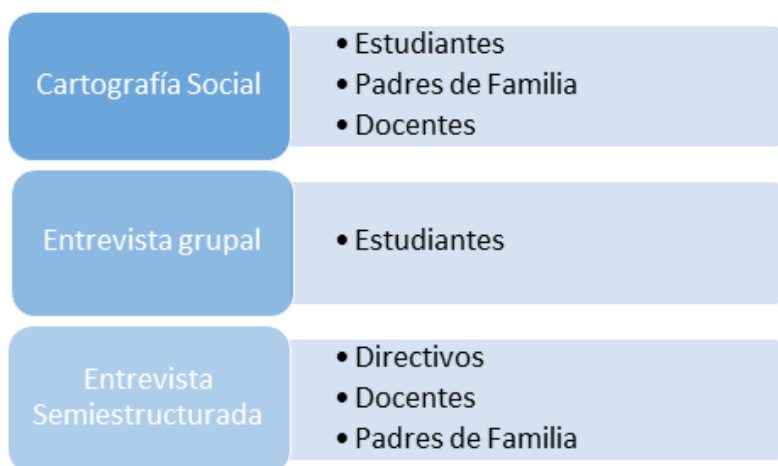 Cartografía Social
• Estudiantes
• Padres de Familia
• Docentes
Entrevista grupal
• Estudiantes
Entrevista
Semiestructurada
• Directivos
• Docentes
• Padres de Familia